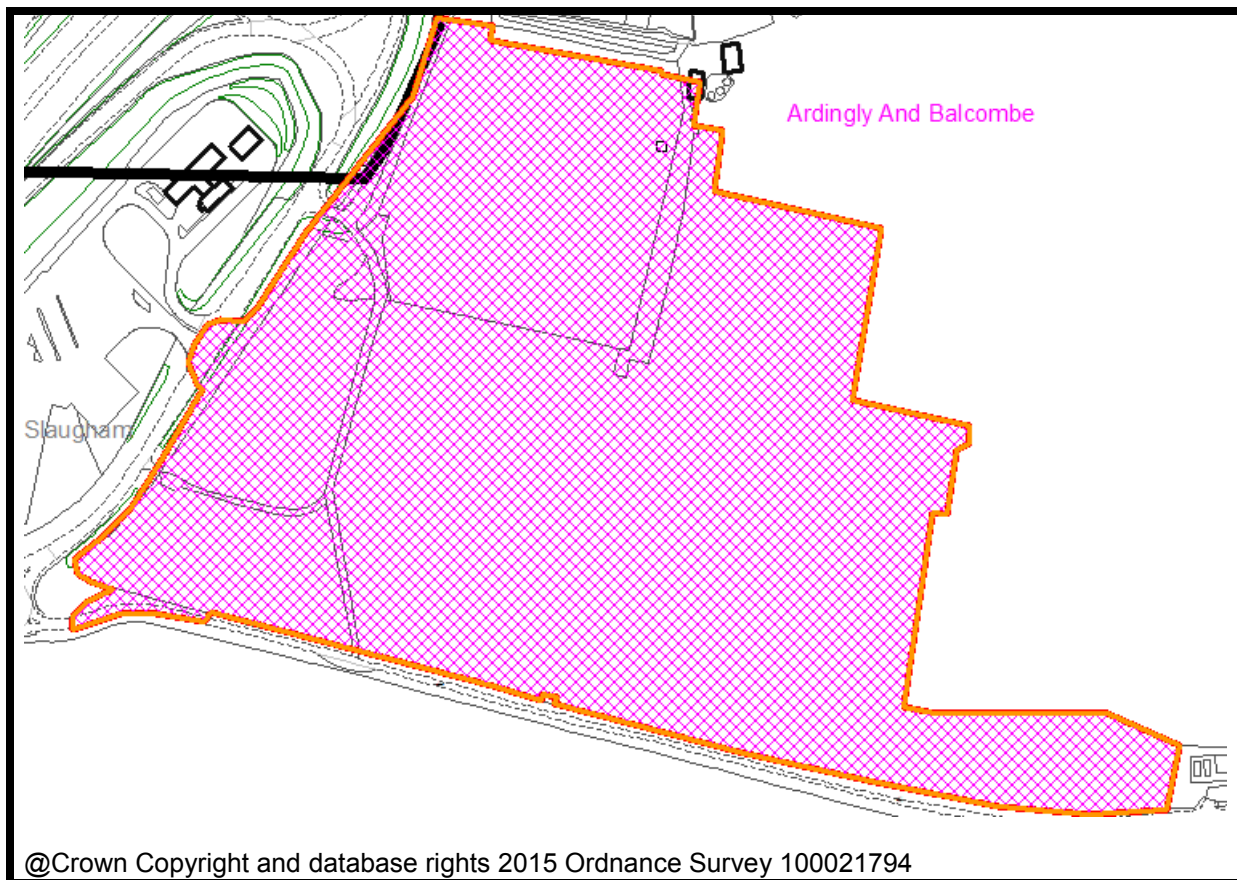 Ardingly And Balcombe
Slaugham
@Crown Copyright and database rights 2015 Ordnance Survey 100021794